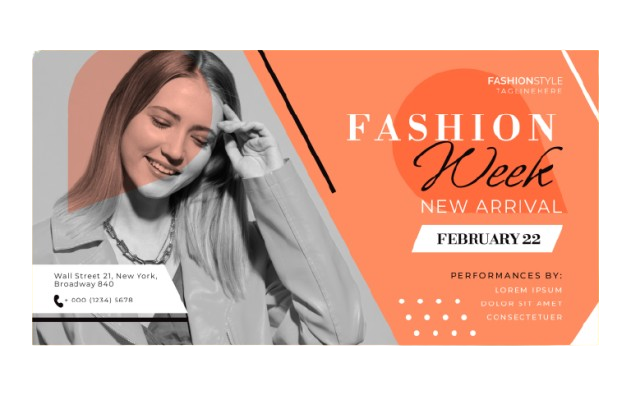 FASHIONSTYLE
TAGLINEHERE
FASHION
Week
NEW ARRIVAL
FEBRUARY 22
PERFORMANCES BY:
LOREM IPSUM
DOLOR SIT AMET
CONSECTETUER
Wall Street 21, New York,
Broadway 840
+ 000 (1234) 5678